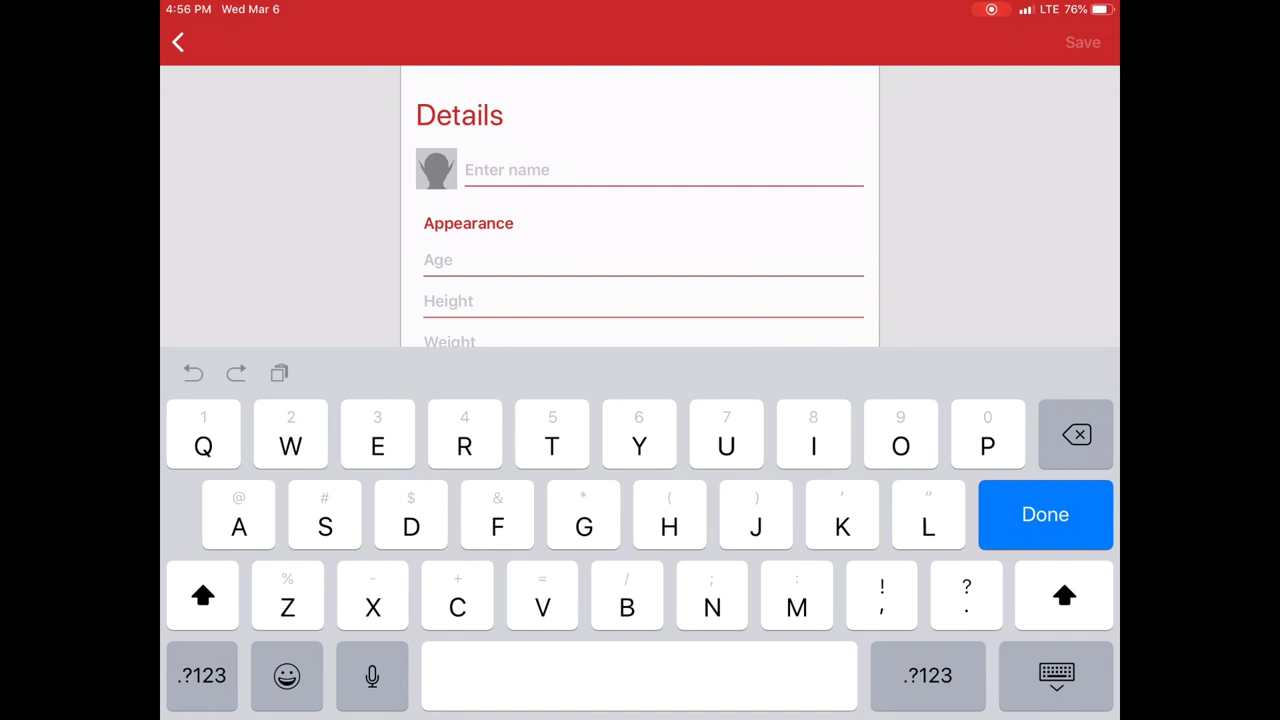 4:56 PM Wed Mar 6 LTE 76%
Save
Details
Enter name
Appearance
Age
Height
Weight
1 2 3 4 5 6 7 8 9 0
Q W E R T Y U I O P
@ # $ & * ( ) ' "
A S D F G H J K L Done
% - + = / ; : ! ?
Z X C V B N M , .
.?123 .?123